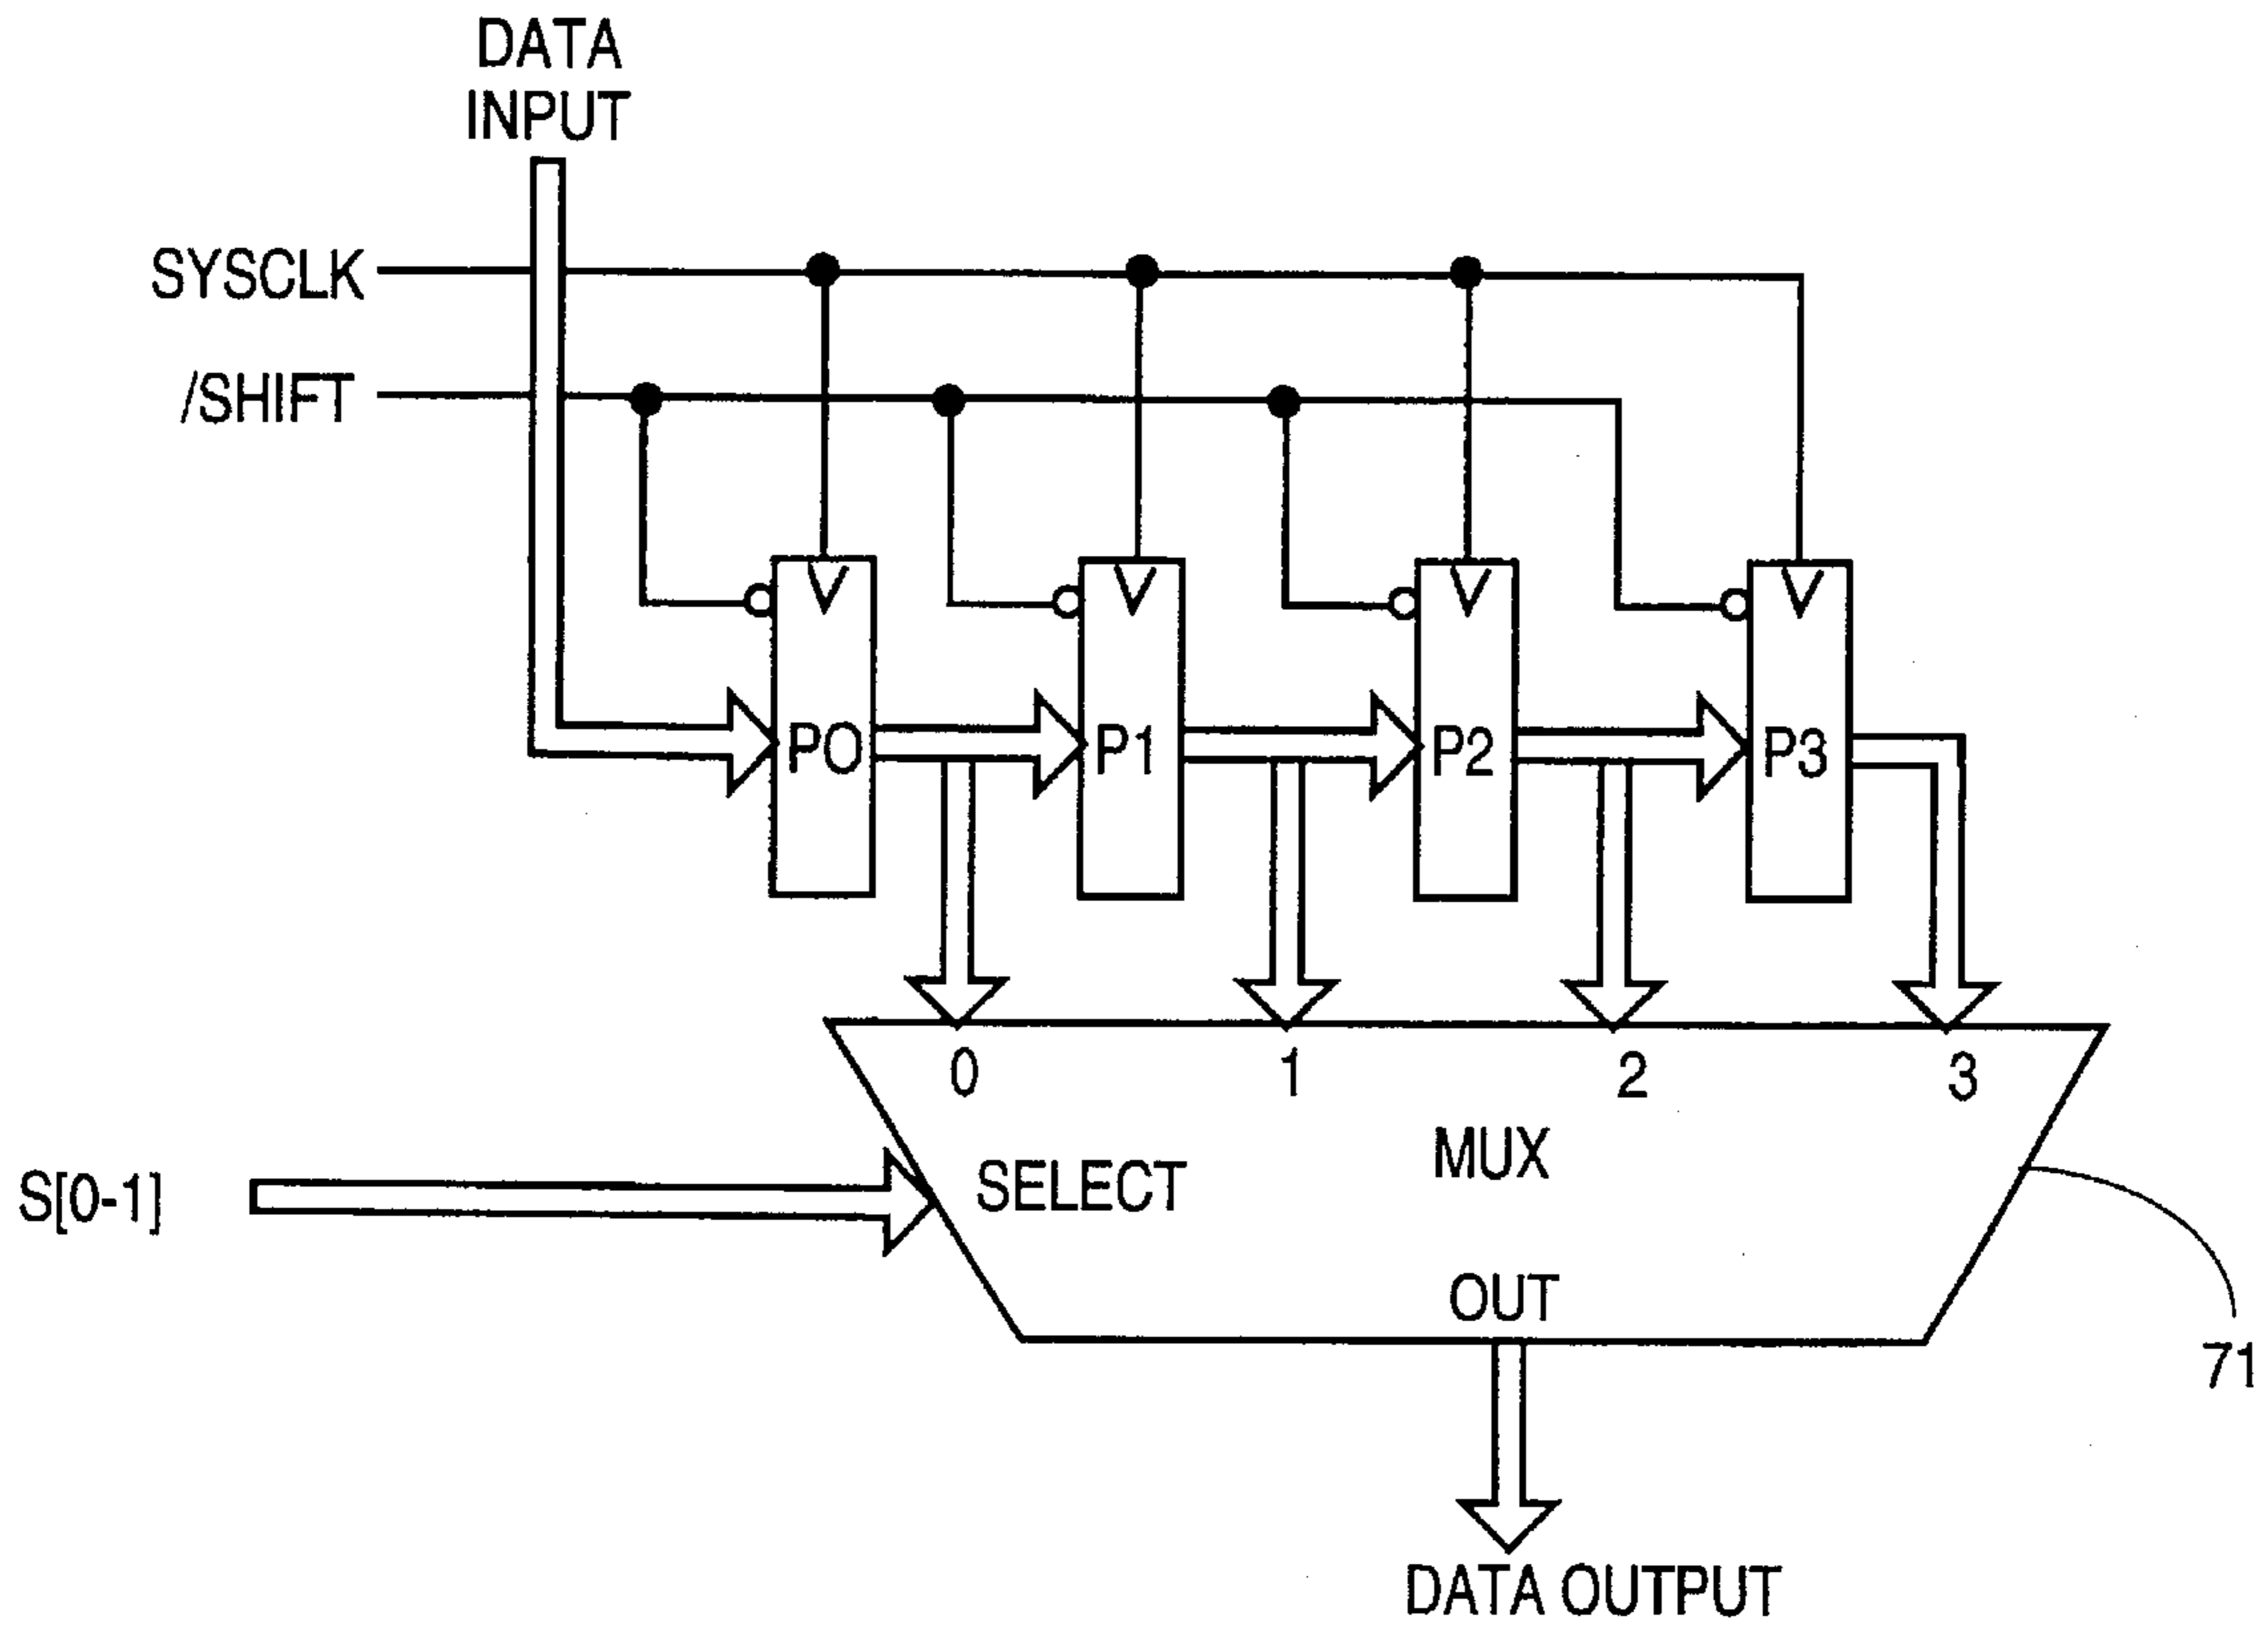 DATA
INPUT
SYSCLK
/SHIFT
P0 P1 P2 P3
0 1 2 3
S[0-1]
SELECT
MUX
OUT
71
DATA OUTPUT